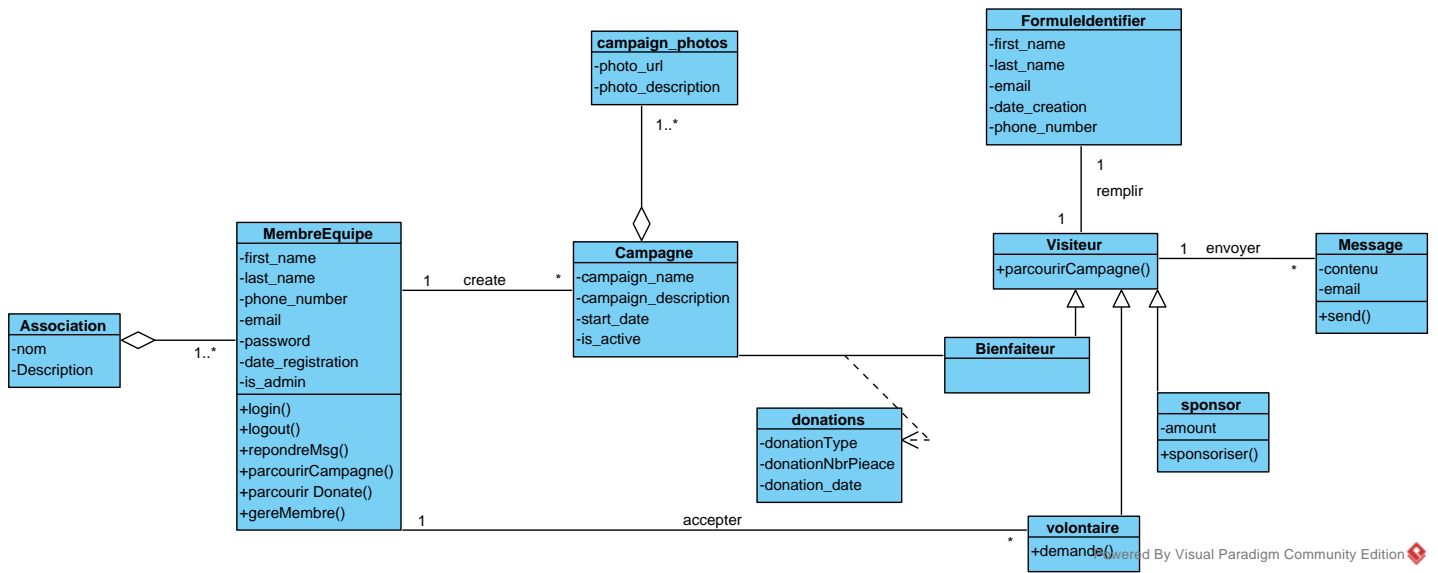 FormuleIdentifier
-first_name
-last_name
-email
-date_creation
-phone_number
campaign_photos
-photo_url
-photo_description
1..*
1
remplir
1
MembreEquipe
-first_name
-last_name
-phone_number
-email
-password
-date_registration
-is_admin
+login()
+logout()
+repondreMsg()
+parcourirCampagne()
+parcourir Donate()
+gereMembre()
1 create *
Campagne
-campaign_name
-campaign_description
-start_date
-is_active
Visiteur
+parcourirCampagne()
1 envoyer
*
Message
-contenu
-email
+send()
Association
-nom
-Description
1..*
Bienfaiteur
donations
-donationType
-donationNbrPieace
-donation_date
sponsor
-amount
+sponsoriser()
1 accepter
*
volontaire
+demande()
Powered By Visual Paradigm Community Edition